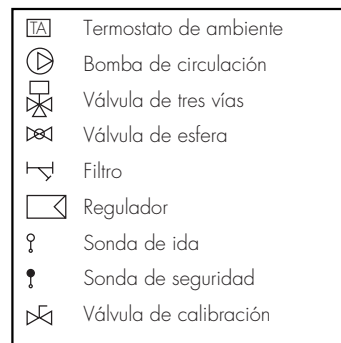 TA Termostato de ambiente
Bomba de circulación
Válvula de tres vías
Válvula de esfera
Filtro
Regulador
Sonda de ida
Sonda de seguridad
Válvula de calibración